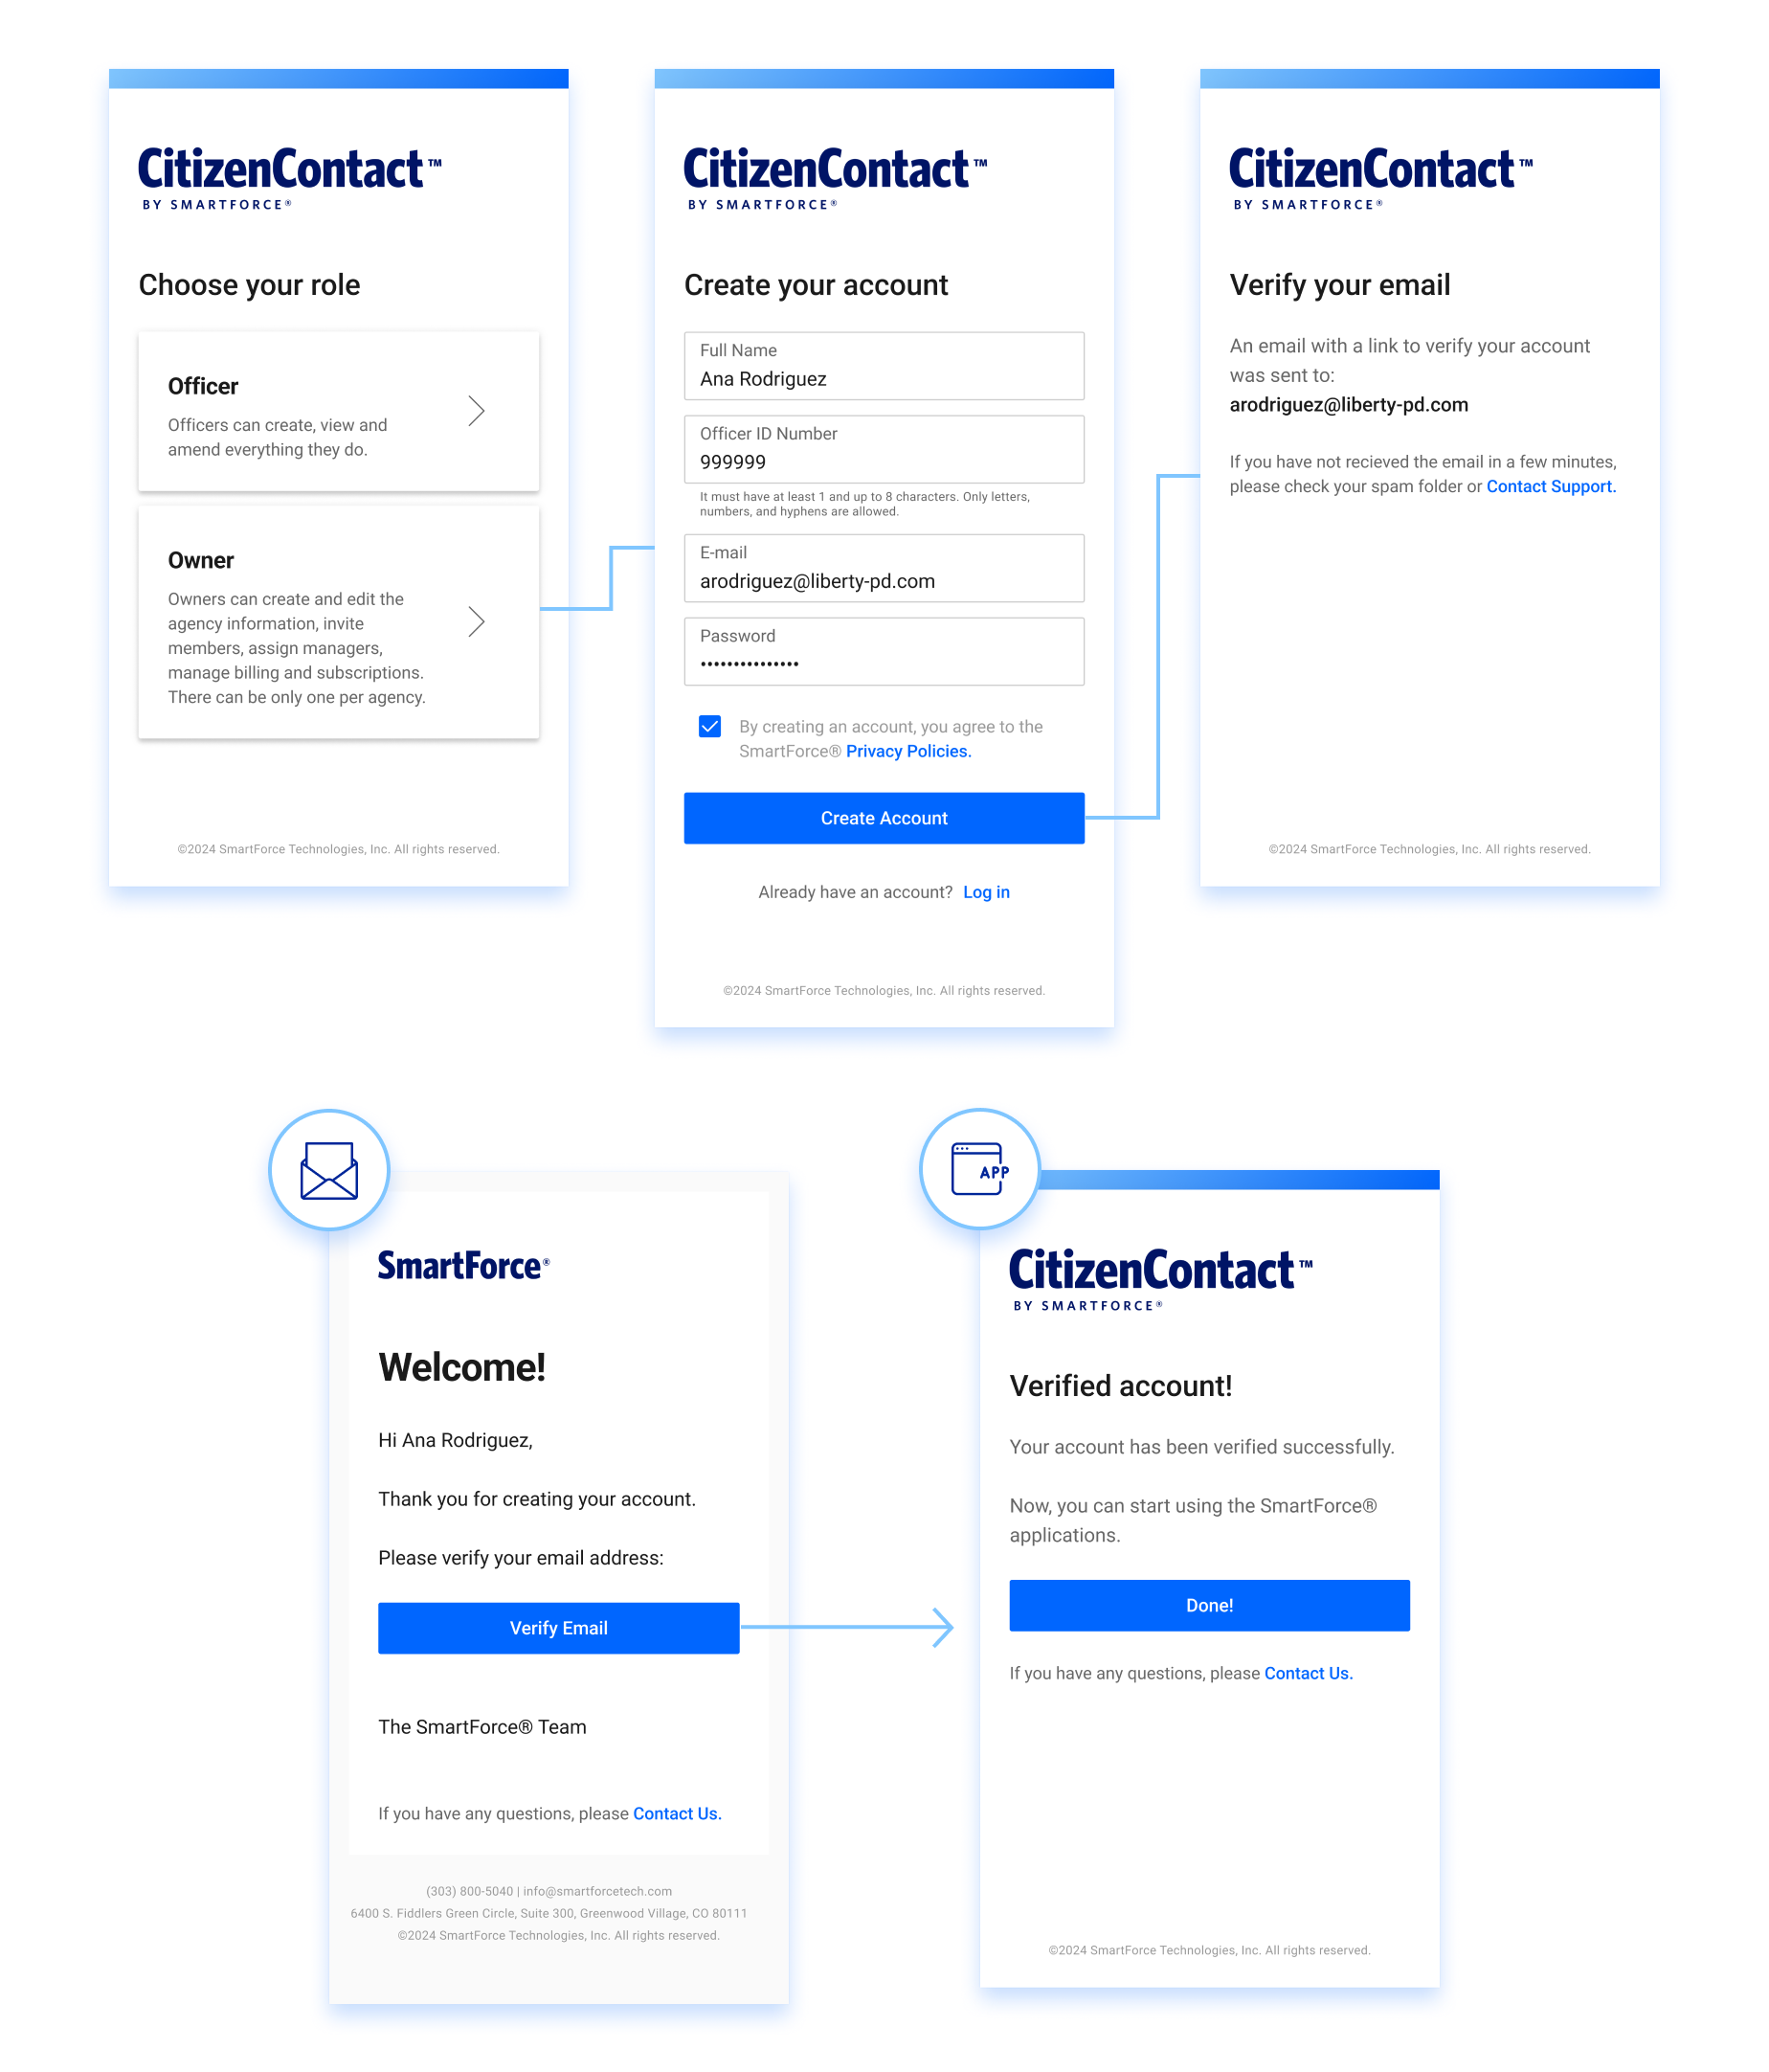 CitizenContact™
BY SMARTFORCE®
Choose your role
Officer
Officers can create, view and
amend everything they do.
Owner
Owners can create and edit the
agency information, invite
members, assign managers,
manage billing and subscriptions.
There can be only one per agency.
©2024 SmartForce Technologies, Inc. All rights reserved.
CitizenContact™
BY SMARTFORCE®
Create your account
Full Name
Ana Rodriguez
Officer ID Number
999999
It must have at least 1 and up to 8 characters. Only letters,
numbers, and hyphens are allowed.
E-mail
arodriguez@liberty-pd.com
Password
•••••••••••••••
By creating an account, you agree to the
SmartForce® Privacy Policies.
Create Account
Already have an account? Log in
©2024 SmartForce Technologies, Inc. All rights reserved.
CitizenContact™
BY SMARTFORCE®
Verify your email
An email with a link to verify your account
was sent to:
arodriguez@liberty-pd.com
If you have not recieved the email in a few minutes,
please check your spam folder or Contact Support.
©2024 SmartForce Technologies, Inc. All rights reserved.
SmartForce®
Welcome!
Hi Ana Rodriguez,
Thank you for creating your account.
Please verify your email address:
Verify Email
The SmartForce® Team
If you have any questions, please Contact Us.
(303) 800-5040 | info@smartforcetech.com
6400 S. Fiddlers Green Circle, Suite 300, Greenwood Village, CO 80111
©2024 SmartForce Technologies, Inc. All rights reserved.
APP
CitizenContact™
BY SMARTFORCE®
Verified account!
Your account has been verified successfully.
Now, you can start using the SmartForce®
applications.
Done!
If you have any questions, please Contact Us.
©2024 SmartForce Technologies, Inc. All rights reserved.